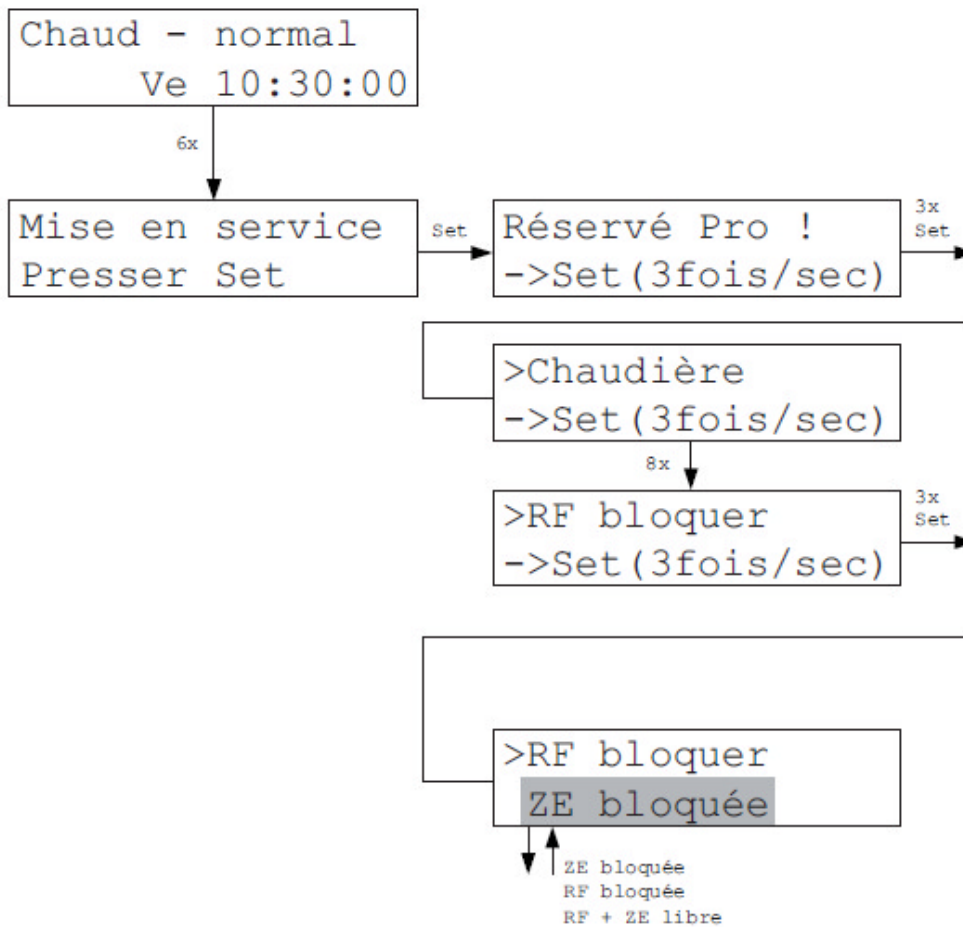 Chaud - normal
Ve 10:30:00
6x
Mise en service
Presser Set
Set
Réservé Pro !
->Set(3fois/sec)
3x
Set
>Chaudière
->Set(3fois/sec)
8x
>RF bloquer
->Set(3fois/sec)
3x
Set
>RF bloquer
ZE bloquée
ZE bloquée
RF bloquée
RF + ZE libre